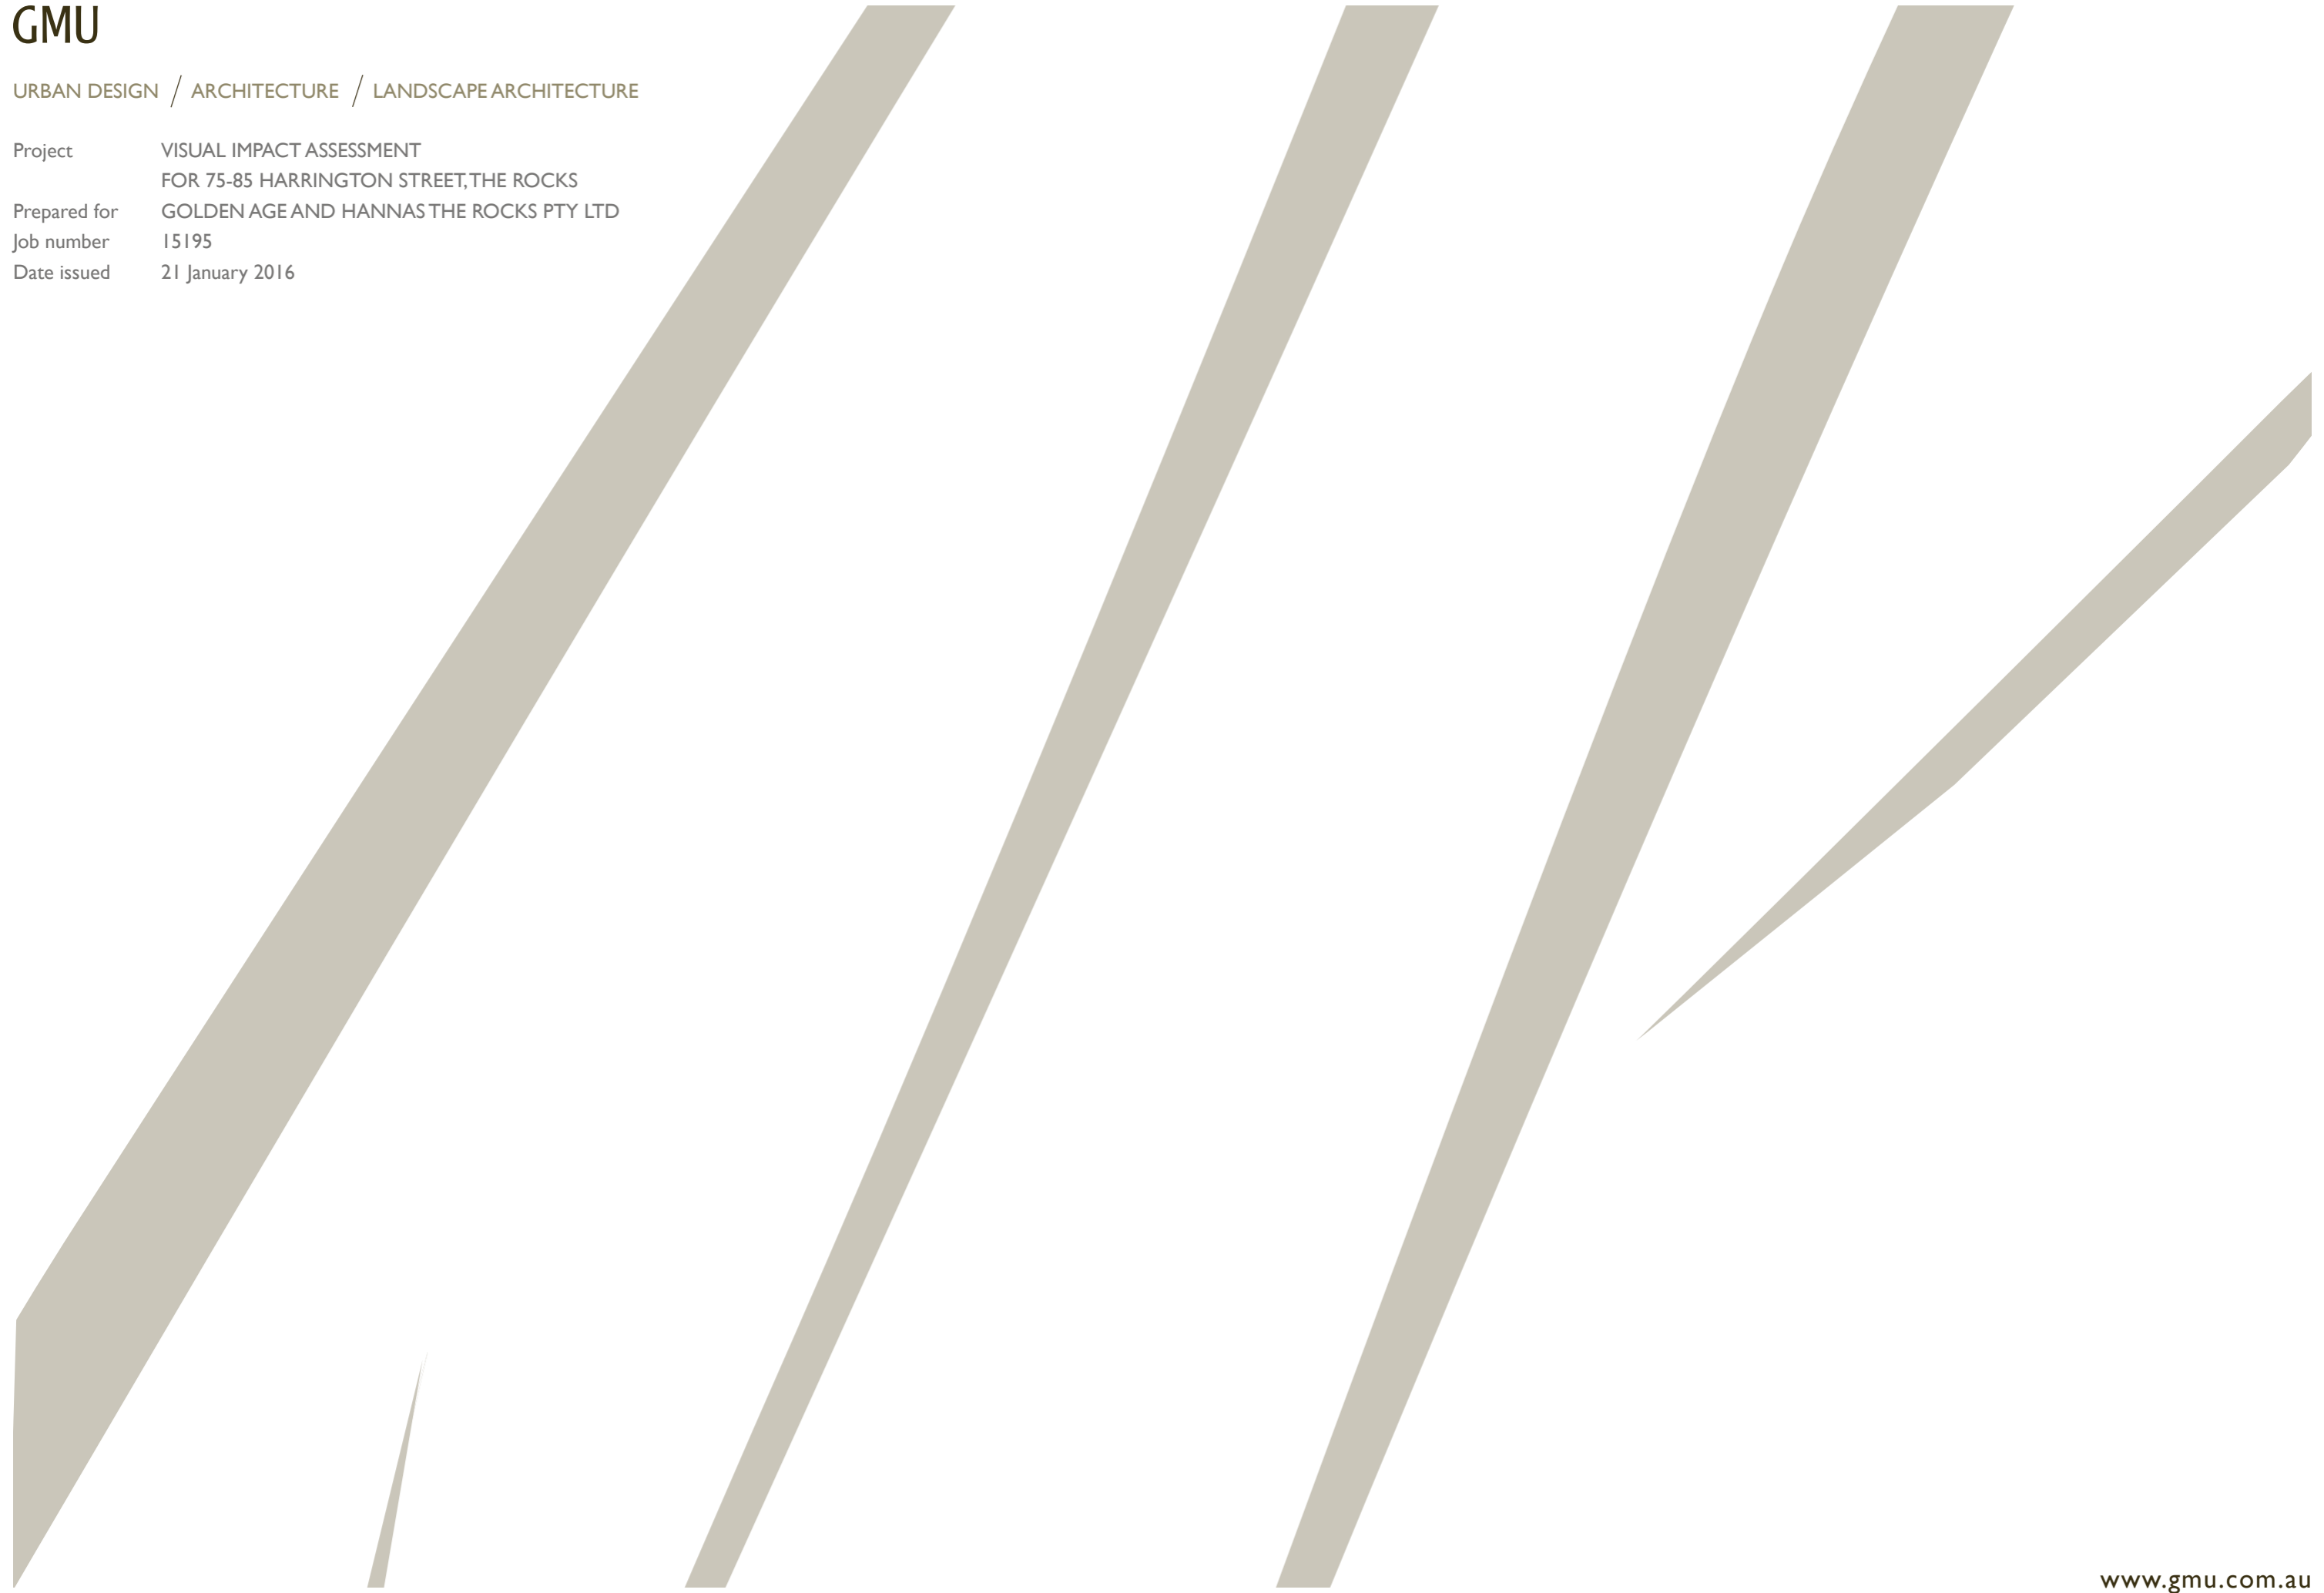 GMU
URBAN DESIGN / ARCHITECTURE / LANDSCAPE ARCHITECTURE
Project VISUAL IMPACT ASSESSMENT
FOR 75-85 HARRINGTON STREET, THE ROCKS
Prepared for GOLDEN AGE AND HANNAS THE ROCKS PTY LTD
Job number 15195
Date issued 21 January 2016
www.gmu.com.au